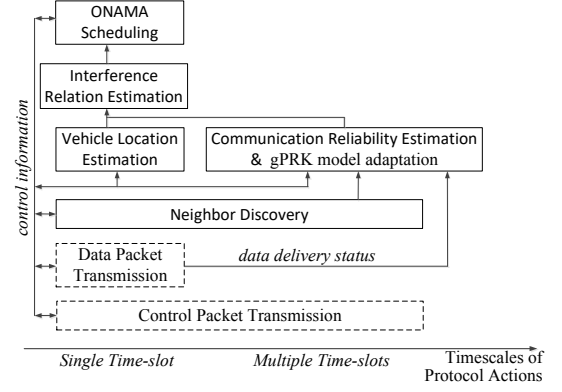 ONAMA
Scheduling
Interference
Relation Estimation
Vehicle Location
Estimation
Communication Reliability Estimation
& gPRK model adaptation
control information
Neighbor Discovery
Data Packet
Transmission
data delivery status
Control Packet Transmission
Single Time-slot
Multiple Time-slots
Timescales of
Protocol Actions